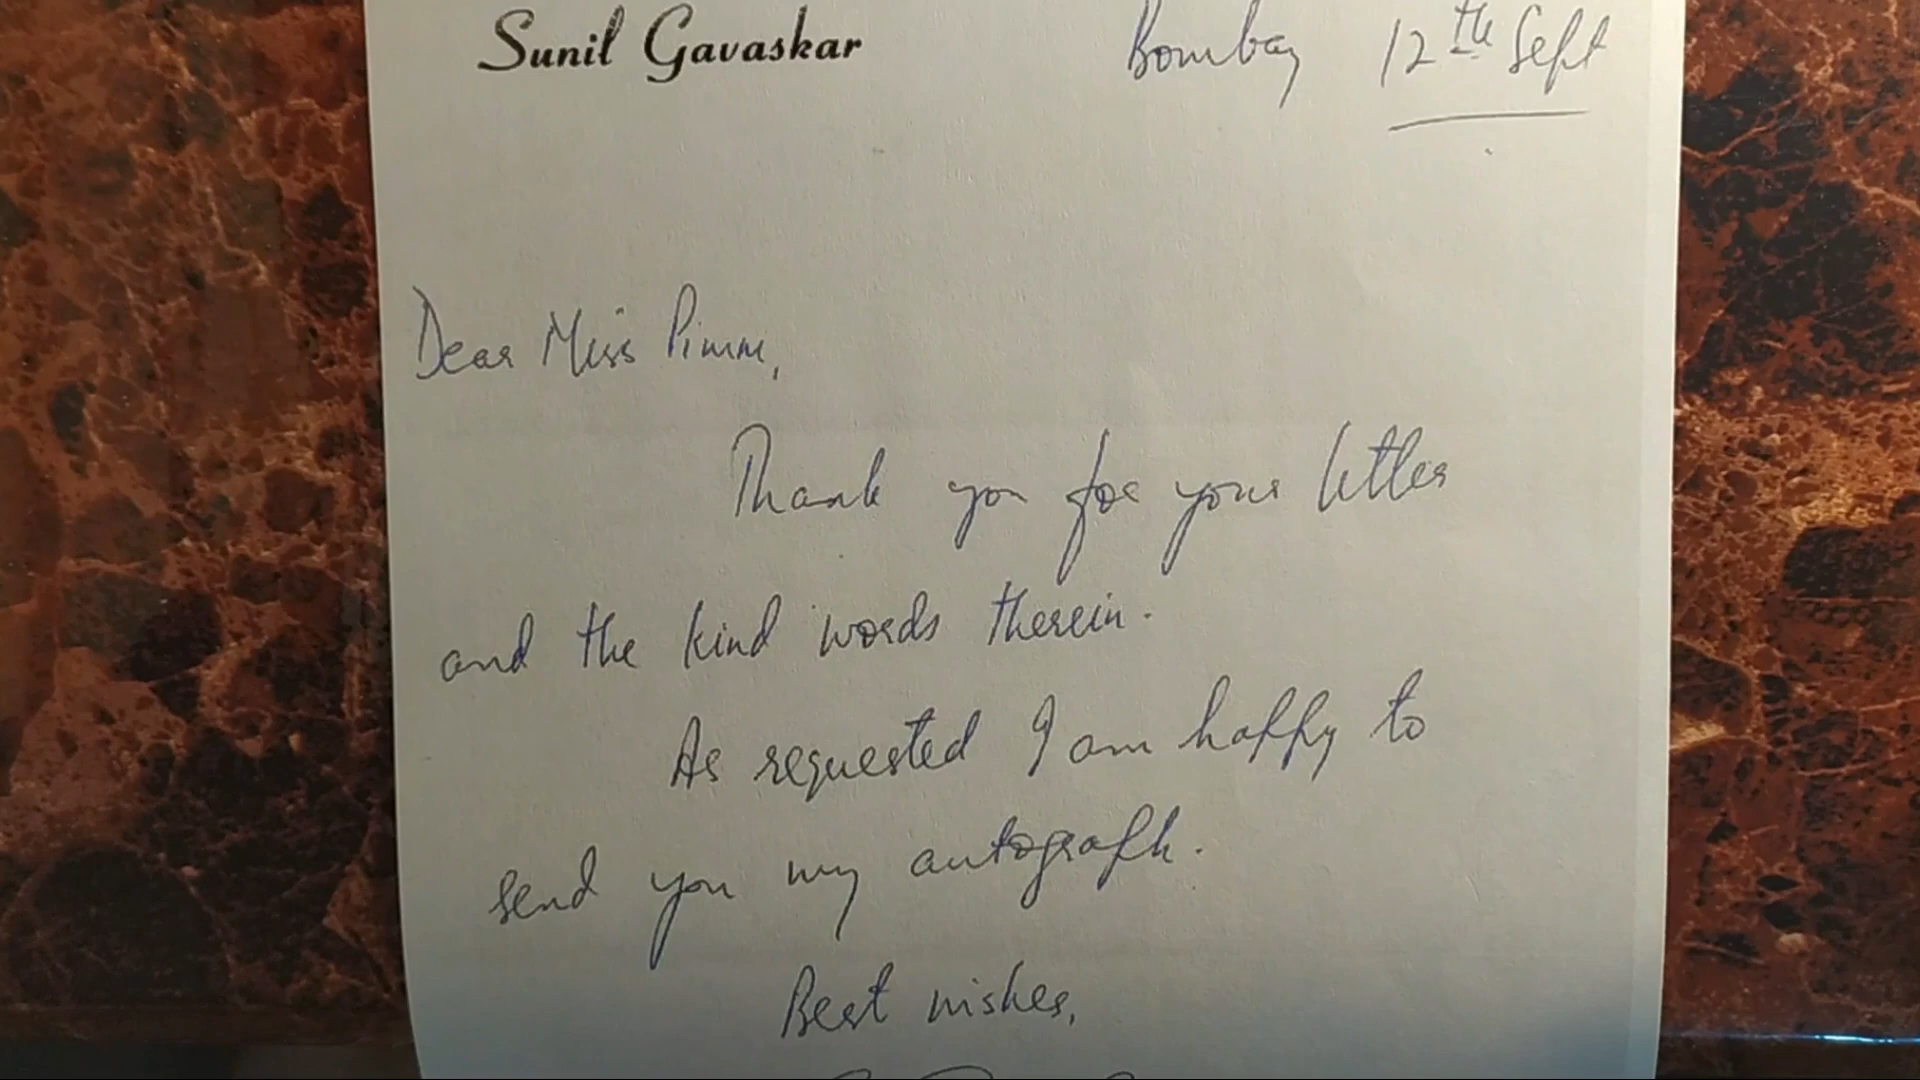 Sunil Gavaskar
Bombay 12th Sept
Dear Miss Pimm,
Thank you for your letter
and the kind words therein.
As requested I am happy to
send you my autograph.
Best wishes,